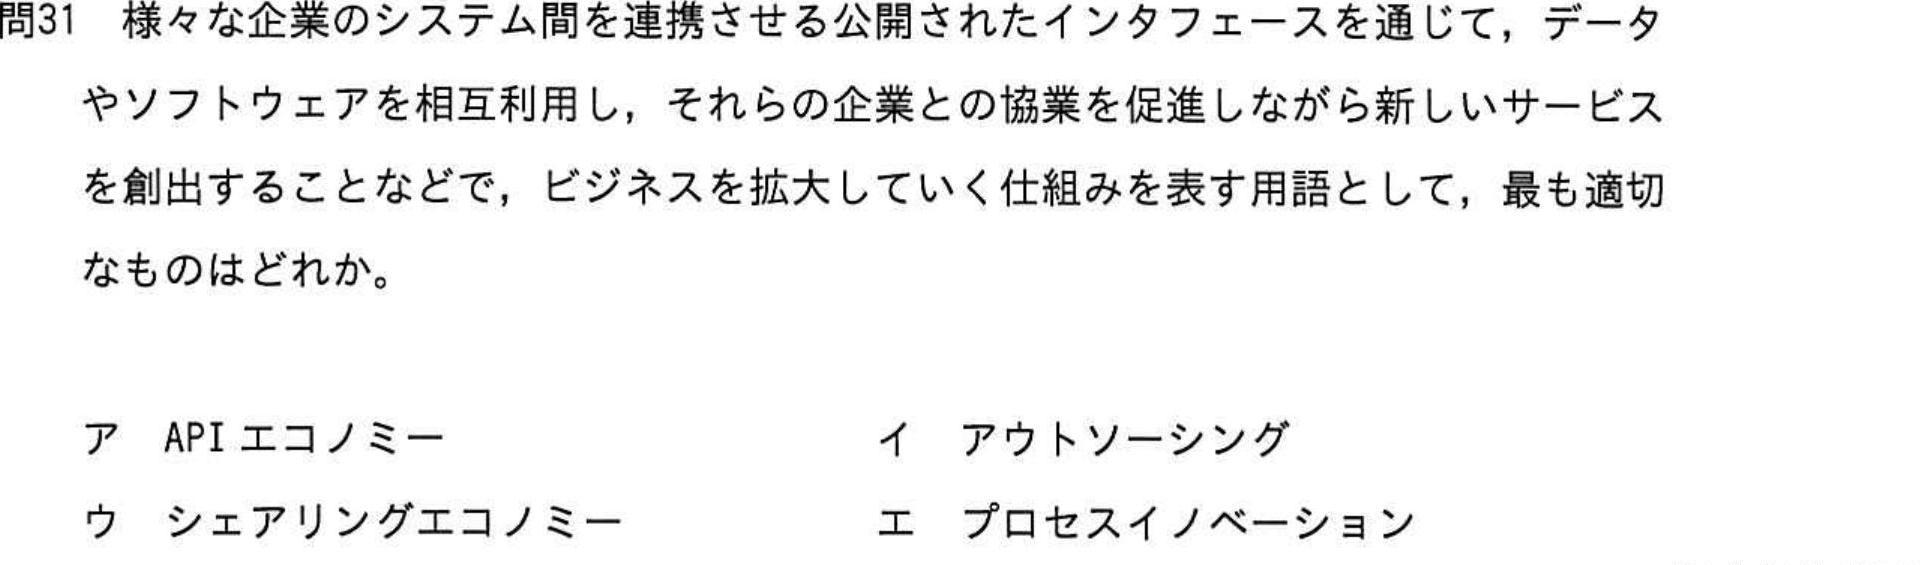 問31 様々な企業のシステム間を連携させる公開されたインタフェースを通じて，データ
やソフトウェアを相互利用し，それらの企業との協業を促進しながら新しいサービス
を創出することなどで，ビジネスを拡大していく仕組みを表す用語として，最も適切
なものはどれか。
ア API エコノミー イ アウトソーシング
ウ シェアリングエコノミー エ プロセスイノベーション